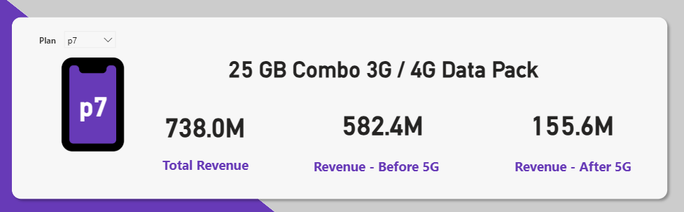 Plan p7
25 GB Combo 3G / 4G Data Pack
p7
738.0M 582.4M 155.6M
Total Revenue Revenue - Before 5G Revenue - After 5G